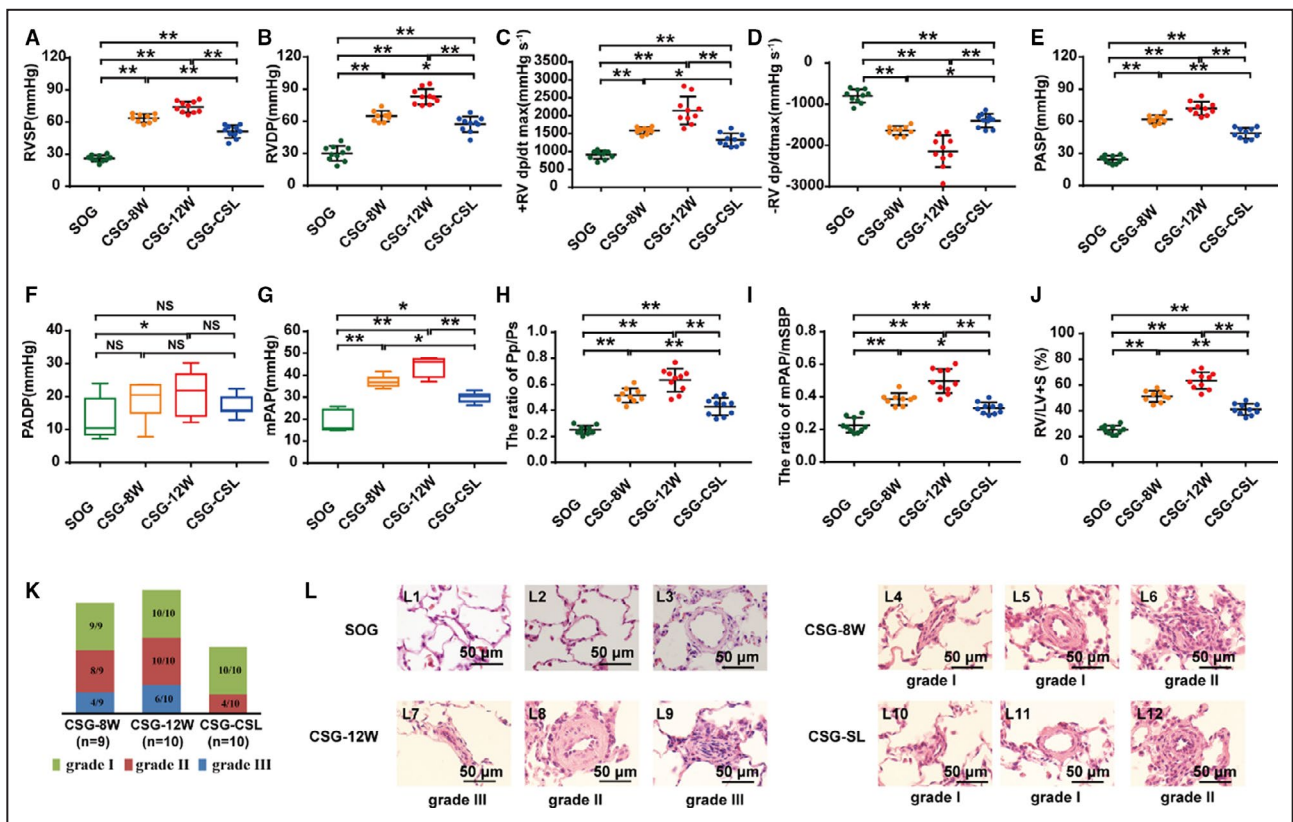 A
**
**
**
**
**
RVSP(mmHg)
120
90
60
30
0
SOG
CSG-8W
CSG-12W
CSG-CSL
B
**
**
**
**
*
RVDP(mmHg)
120
90
60
30
0
SOG
CSG-8W
CSG-12W
CSG-CSL
C
**
**
**
**
*
+RV dp/dt max(mmHg s⁻¹)
3500
3000
2500
2000
1500
1000
500
0
SOG
CSG-8W
CSG-12W
CSG-CSL
D
**
**
**
**
*
-RV dp/dtmax(mmHg s⁻¹)
0
-1000
-2000
-3000
SOG
CSG-8W
CSG-12W
CSG-CSL
E
**
**
**
**
**
PASP(mmHg)
120
90
60
30
0
SOG
CSG-8W
CSG-12W
CSG-CSL
F
NS
*
NS
NS
NS
PADP(mmHg)
40
30
20
10
0
SOG
CSG-8W
CSG-12W
CSG-CSL
G
*
**
**
**
*
mPAP(mmHg)
60
50
40
30
20
10
0
SOG
CSG-8W
CSG-12W
CSG-CSL
H
**
**
**
**
**
The ratio of Pp/Ps
1.0
0.8
0.6
0.4
0.2
0.0
SOG
CSG-8W
CSG-12W
CSG-CSL
I
**
**
**
**
*
The ratio of mPAP/mSBP
0.8
0.6
0.4
0.2
0.0
SOG
CSG-8W
CSG-12W
CSG-CSL
J
**
**
**
**
**
RV/LV+S (%)
100
80
60
40
20
0
SOG
CSG-8W
CSG-12W
CSG-CSL
K
9/9
8/9
4/9
10/10
10/10
6/10
10/10
4/10
CSG-8W CSG-12W CSG-CSL
(n=9) (n=10) (n=10)
grade I grade II grade III
L
SOG
L1 50 μm
L2 50 μm
L3 50 μm
CSG-8W
L4 50 μm
L5 50 μm
L6 50 μm
grade I grade I grade II
CSG-12W
L7 50 μm
L8 50 μm
L9 50 μm
grade III grade II grade III
CSG-SL
L10 50 μm
L11 50 μm
L12 50 μm
grade I grade I grade II